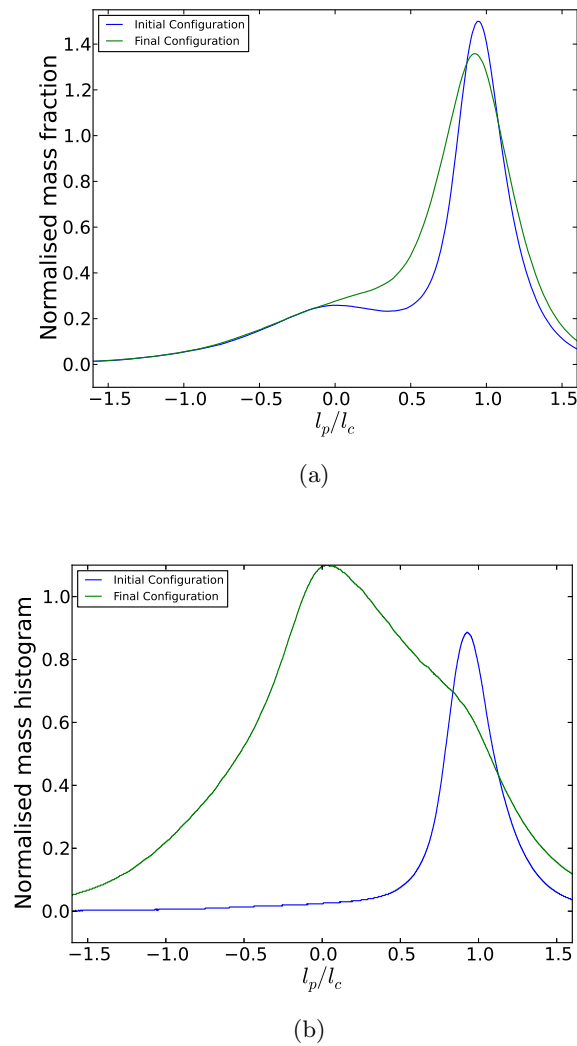 Initial Configuration
Final Configuration
Normalised mass fraction
1.4
1.2
1.0
0.8
0.6
0.4
0.2
0.0
−1.5 −1.0 −0.5 0.0 0.5 1.0 1.5
l_p/l_c
(a)
Initial Configuration
Final Configuration
Normalised mass histogram
1.0
0.8
0.6
0.4
0.2
0.0
−1.5 −1.0 −0.5 0.0 0.5 1.0 1.5
l_p/l_c
(b)